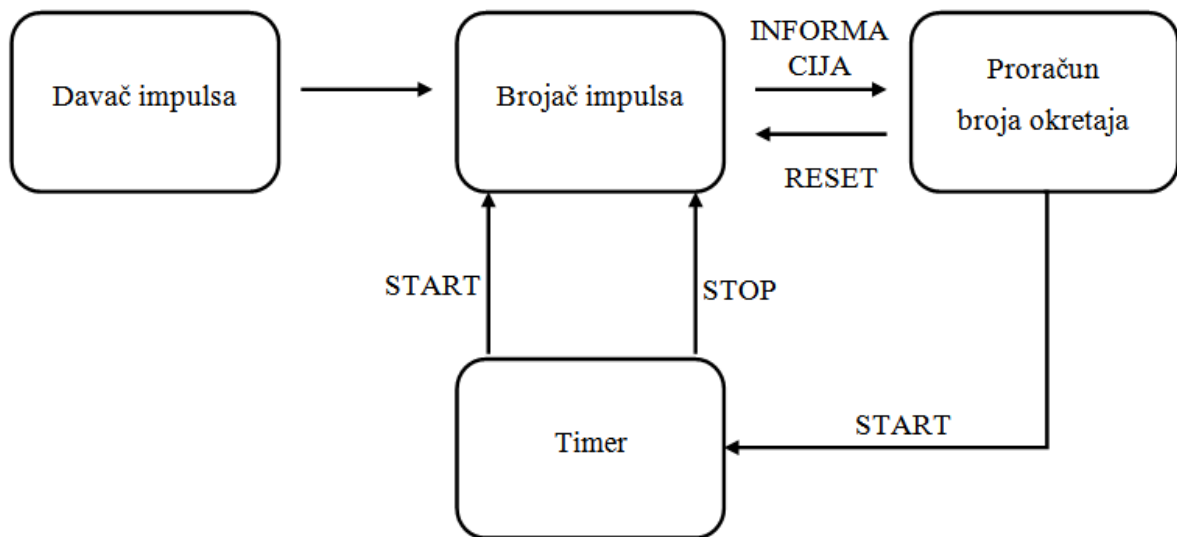 Davač impulsa
Brojač impulsa
INFORMA
CIJA
RESET
Proračun
broja okretaja
START
STOP
Timer
START